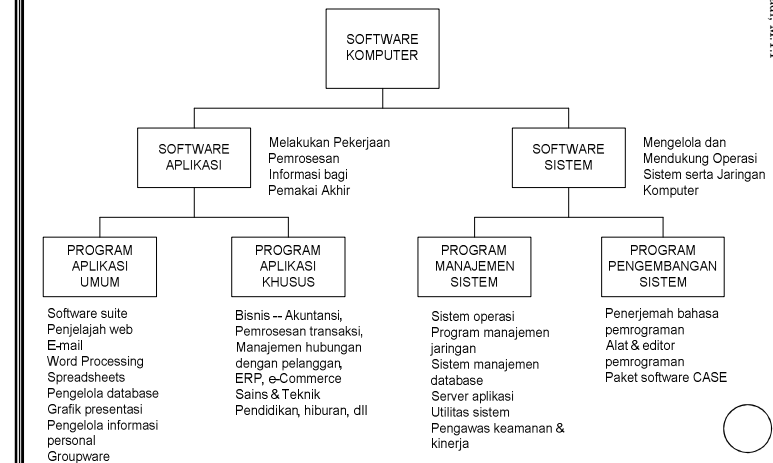 SOFTWARE
KOMPUTER
SOFTWARE
APLIKASI
Melakukan Pekerjaan
Pemrosesan
Informasi bagi
Pemakai Akhir
SOFTWARE
SISTEM
Mengelola dan
Mendukung Operasi
Sistem serta Jaringan
Komputer
PROGRAM
APLIKASI
UMUM
Software suite
Penjelajah web
E-mail
Word Processing
Spreadsheets
Pengelola database
Grafik presentasi
Pengelola informasi
personal
Groupware
PROGRAM
APLIKASI
KHUSUS
Bisnis -- Akuntansi,
Pemrosesan transaksi,
Manajemen hubungan
dengan pelanggan,
ERP, e-Commerce
Sains & Teknik
Pendidikan, hiburan, dll
PROGRAM
MANAJEMEN
SISTEM
Sistem operasi
Program manajemen
jaringan
Sistem manajemen
database
Server aplikasi
Utilitas sistem
Pengawas keamanan &
kinerja
PROGRAM
PENGEMBANGAN
SISTEM
Penerjemah bahasa
pemrograman
Alat & editor
pemrograman
Paket software CASE